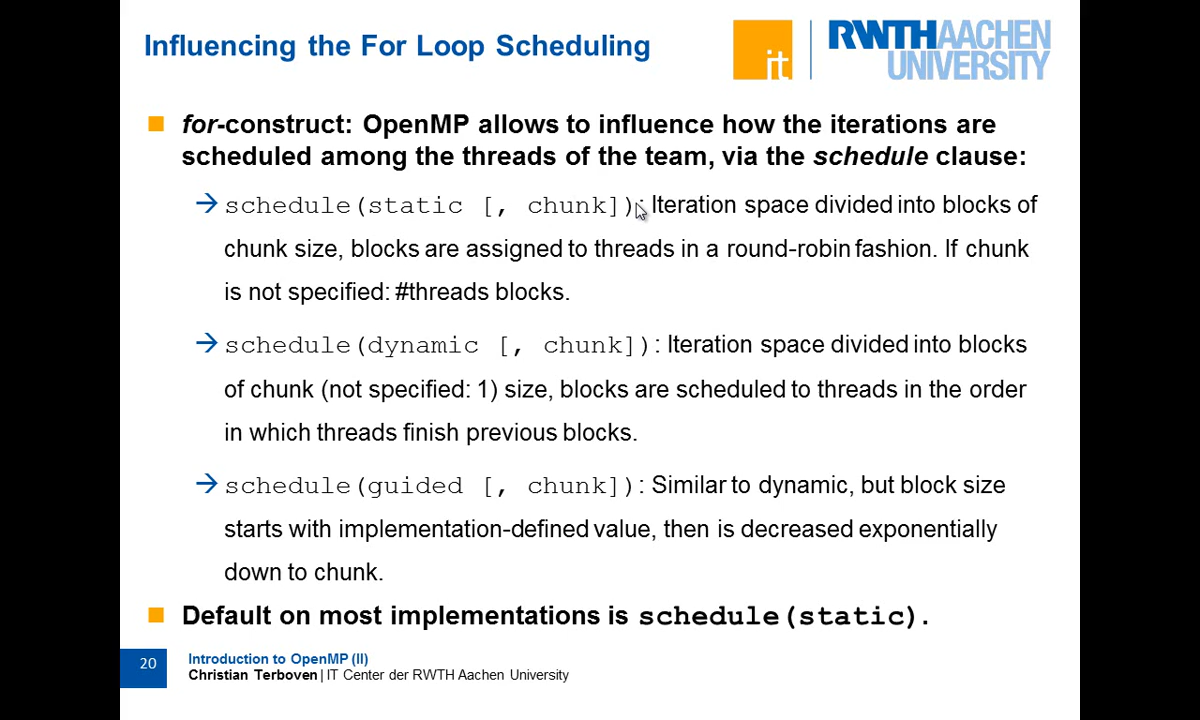 Influencing the For Loop Scheduling
it
RWTHAACHEN
UNIVERSITY
for-construct: OpenMP allows to influence how the iterations are
scheduled among the threads of the team, via the schedule clause:
→ schedule(static [, chunk]): Iteration space divided into blocks of
chunk size, blocks are assigned to threads in a round-robin fashion. If chunk
is not specified: #threads blocks.
→ schedule(dynamic [, chunk]): Iteration space divided into blocks
of chunk (not specified: 1) size, blocks are scheduled to threads in the order
in which threads finish previous blocks.
→ schedule(guided [, chunk]): Similar to dynamic, but block size
starts with implementation-defined value, then is decreased exponentially
down to chunk.
Default on most implementations is schedule(static).
20
Introduction to OpenMP (II)
Christian Terboven | IT Center der RWTH Aachen University